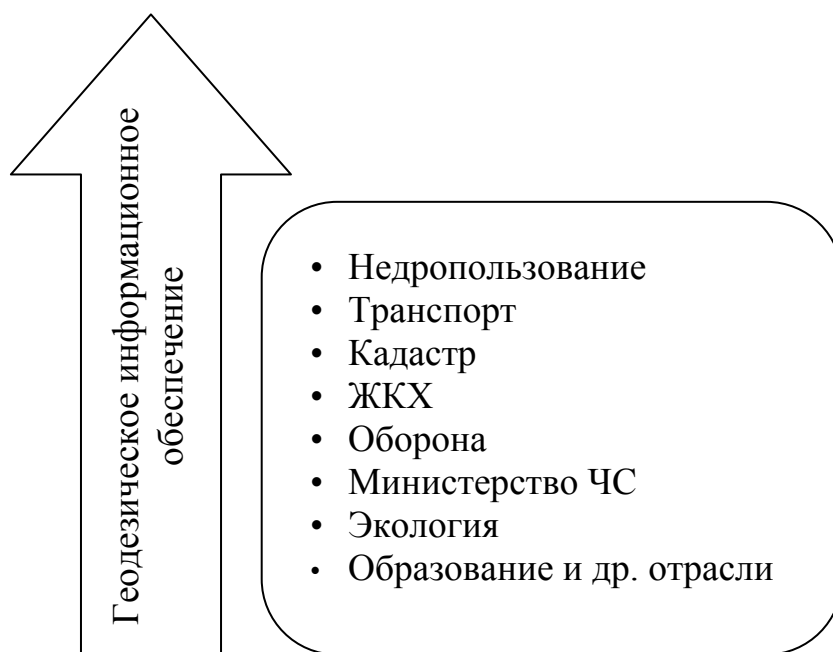 Геодезическое информационное
обеспечение
• Недропользование
• Транспорт
• Кадастр
• ЖКХ
• Оборона
• Министерство ЧС
• Экология
• Образование и др. отрасли